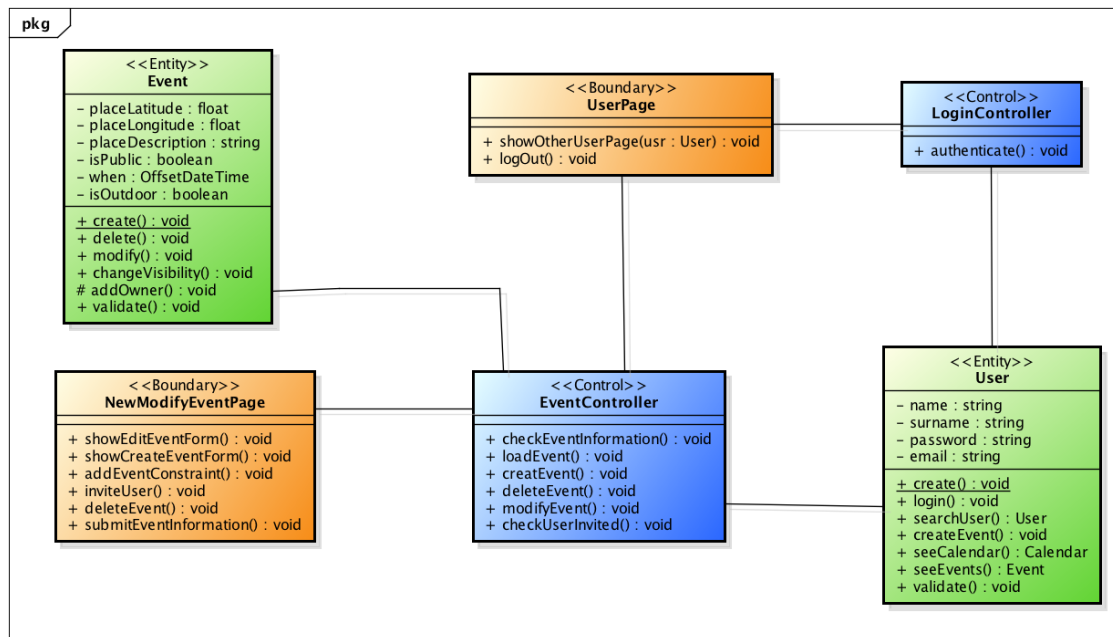 pkg
<<Entity>>
Event
– placeLatitude : float
– placeLongitude : float
– placeDescription : string
– isPublic : boolean
– when : OffsetDateTime
– isOutdoor : boolean
+ create() : void
+ delete() : void
+ modify() : void
+ changeVisibility() : void
# addOwner() : void
+ validate() : void
<<Boundary>>
UserPage
+ showOtherUserPage(usr : User) : void
+ logOut() : void
<<Control>>
LoginController
+ authenticate() : void
<<Boundary>>
NewModifyEventPage
+ showEditEventForm() : void
+ showCreateEventForm() : void
+ addEventConstraint() : void
+ inviteUser() : void
+ deleteEvent() : void
+ submitEventInformation() : void
<<Control>>
EventController
+ checkEventInformation() : void
+ loadEvent() : void
+ creatEvent() : void
+ deleteEvent() : void
+ modifyEvent() : void
+ checkUserInvited() : void
<<Entity>>
User
– name : string
– surname : string
– password : string
– email : string
+ create() : void
+ login() : void
+ searchUser() : User
+ createEvent() : void
+ seeCalendar() : Calendar
+ seeEvents() : Event
+ validate() : void